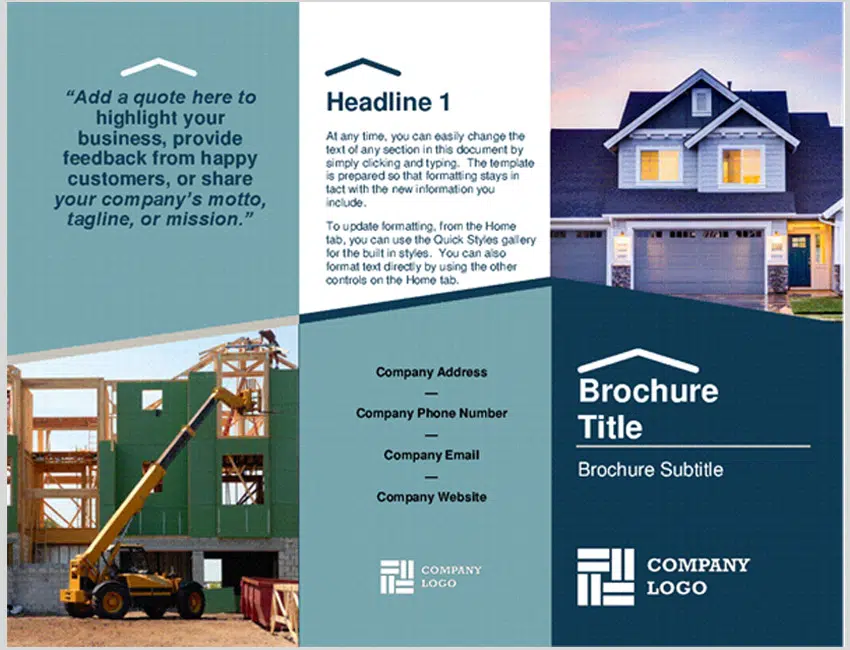 “Add a quote here to
highlight your
business, provide
feedback from happy
customers, or share
your company’s motto,
tagline, or mission.”
Headline 1
At any time, you can easily change the
text of any section in this document by
simply clicking and typing. The template
is prepared so that formatting stays in
tact with the new information you
include.
To update formatting, from the Home
tab, you can use the Quick Styles gallery
for the built in styles. You can also
format text directly by using the other
controls on the Home tab.
Company Address
—
Company Phone Number
—
Company Email
—
Company Website
COMPANY
LOGO
Brochure
Title
Brochure Subtitle
COMPANY
LOGO